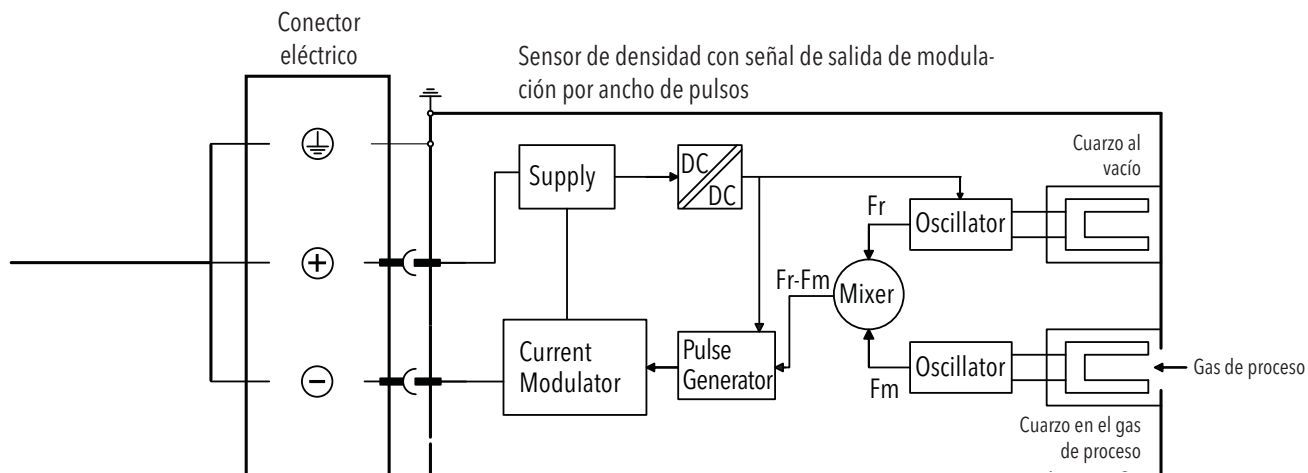 Conector
eléctrico
Sensor de densidad con señal de salida de modula-
ción por ancho de pulsos
Cuarzo al
vacío
Supply
DC
DC
Fr
Oscillator
Fr-Fm
Mixer
Current
Modulator
Pulse
Generator
Fm
Oscillator
Gas de proceso
Cuarzo en el gas
de proceso